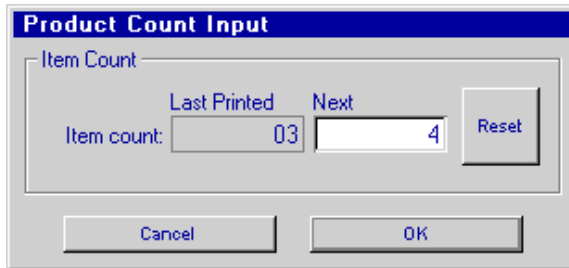 Product Count Input
Item Count
Last Printed Next
Item count: 03 4 Reset
Cancel OK